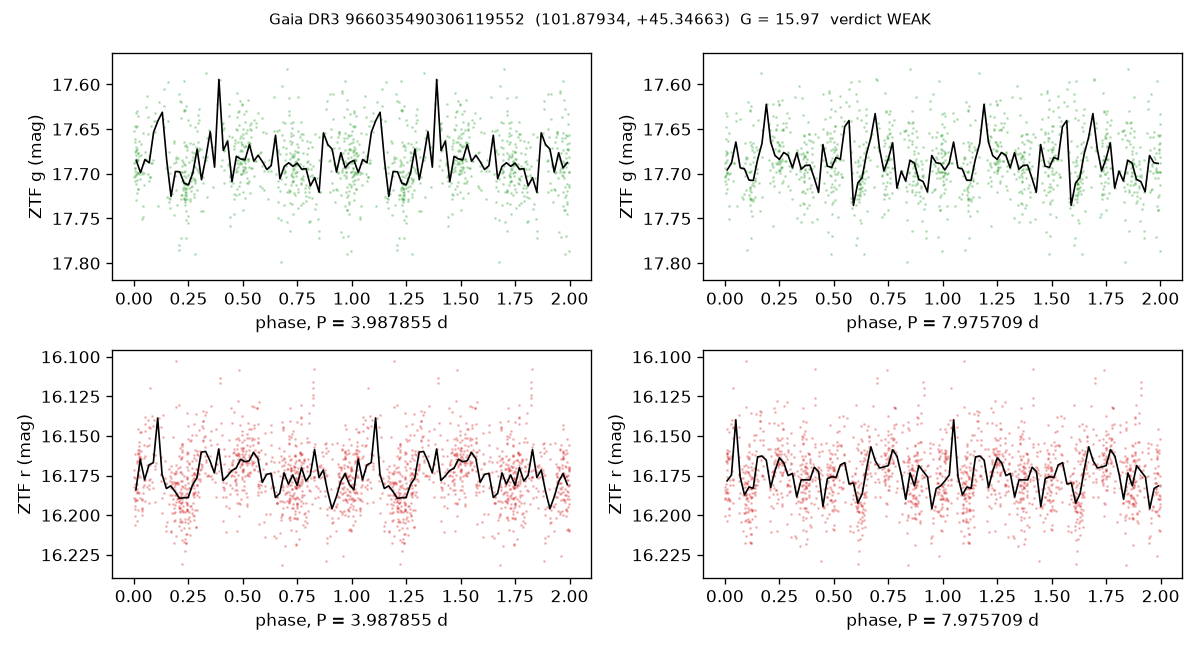 Gaia DR3 966035490306119552  (101.87934, +45.34663)  G = 15.97  verdict WEAK
ZTF g (mag)
17.60
17.65
17.70
17.75
17.80
0.00 0.25 0.50 0.75 1.00 1.25 1.50 1.75 2.00
phase, P = 3.987855 d
ZTF g (mag)
17.60
17.65
17.70
17.75
17.80
0.00 0.25 0.50 0.75 1.00 1.25 1.50 1.75 2.00
phase, P = 7.975709 d
ZTF r (mag)
16.100
16.125
16.150
16.175
16.200
16.225
0.00 0.25 0.50 0.75 1.00 1.25 1.50 1.75 2.00
phase, P = 3.987855 d
ZTF r (mag)
16.100
16.125
16.150
16.175
16.200
16.225
0.00 0.25 0.50 0.75 1.00 1.25 1.50 1.75 2.00
phase, P = 7.975709 d